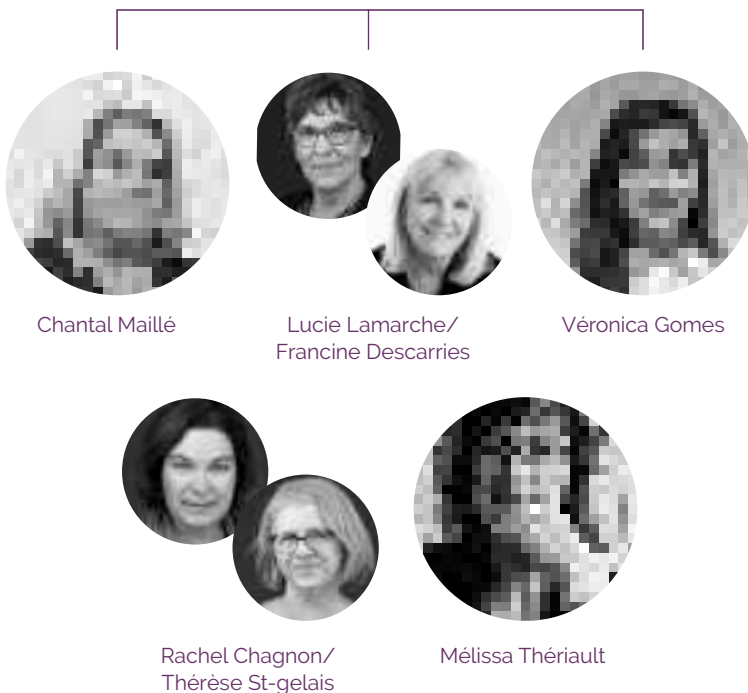 Chantal Maillé
Lucie Lamarche/
Francine Descarries
Véronica Gomes
Rachel Chagnon/
Thérèse St-gelais
Mélissa Thériault